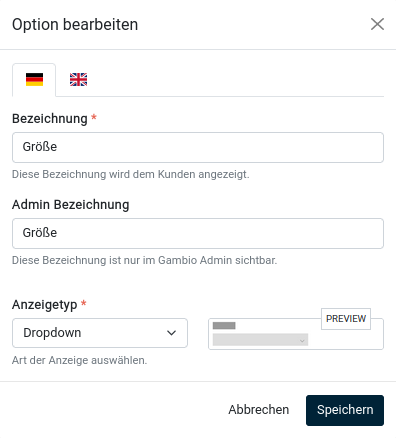 Option bearbeiten
Bezeichnung *
Größe
Diese Bezeichnung wird dem Kunden angezeigt.
Admin Bezeichnung
Größe
Diese Bezeichnung ist nur im Gambio Admin sichtbar.
Anzeigetyp *
PREVIEW
Dropdown
Art der Anzeige auswählen.
Abbrechen Speichern